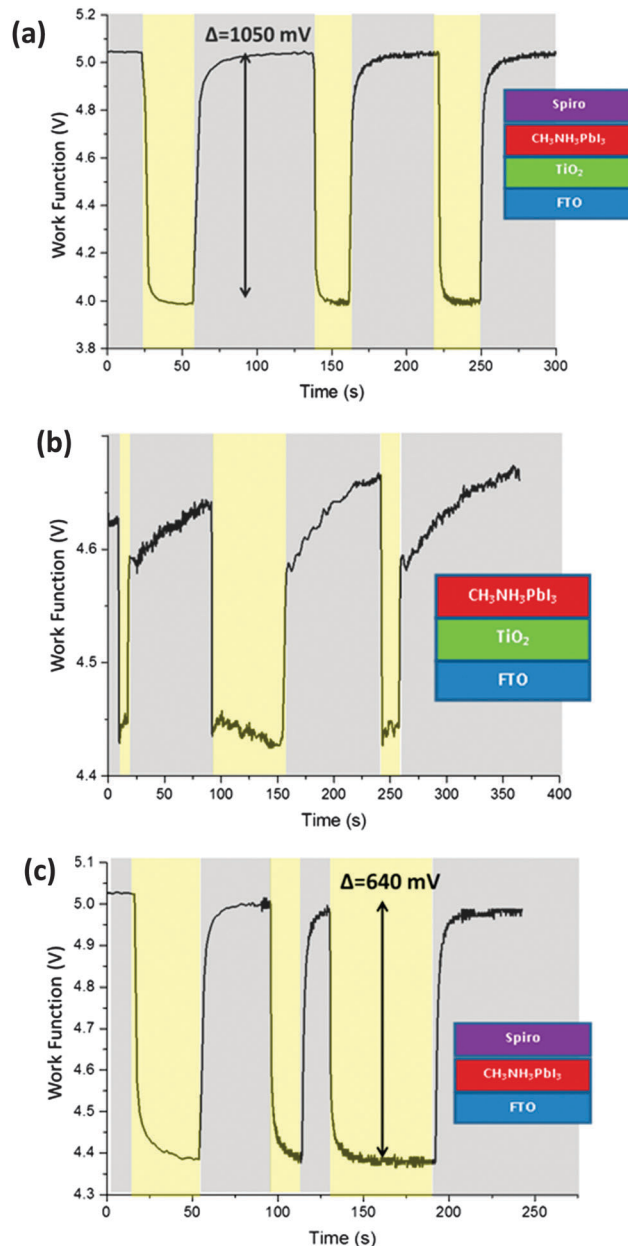 (a)
Δ=1050 mV
5.0
4.8
4.6
4.4
4.2
4.0
3.8
Work Function (V)
0 50 100 150 200 250 300
Time (s)
Spiro
CH₃NH₃PbI₃
TiO₂
FTO
(b)
4.6
4.5
4.4
Work Function (V)
0 50 100 150 200 250 300 350 400
Time (s)
CH₃NH₃PbI₃
TiO₂
FTO
(c)
Δ=640 mV
5.1
5.0
4.9
4.8
4.7
4.6
4.5
4.4
4.3
Work Function (V)
0 50 100 150 200 250
Time (s)
Spiro
CH₃NH₃PbI₃
FTO